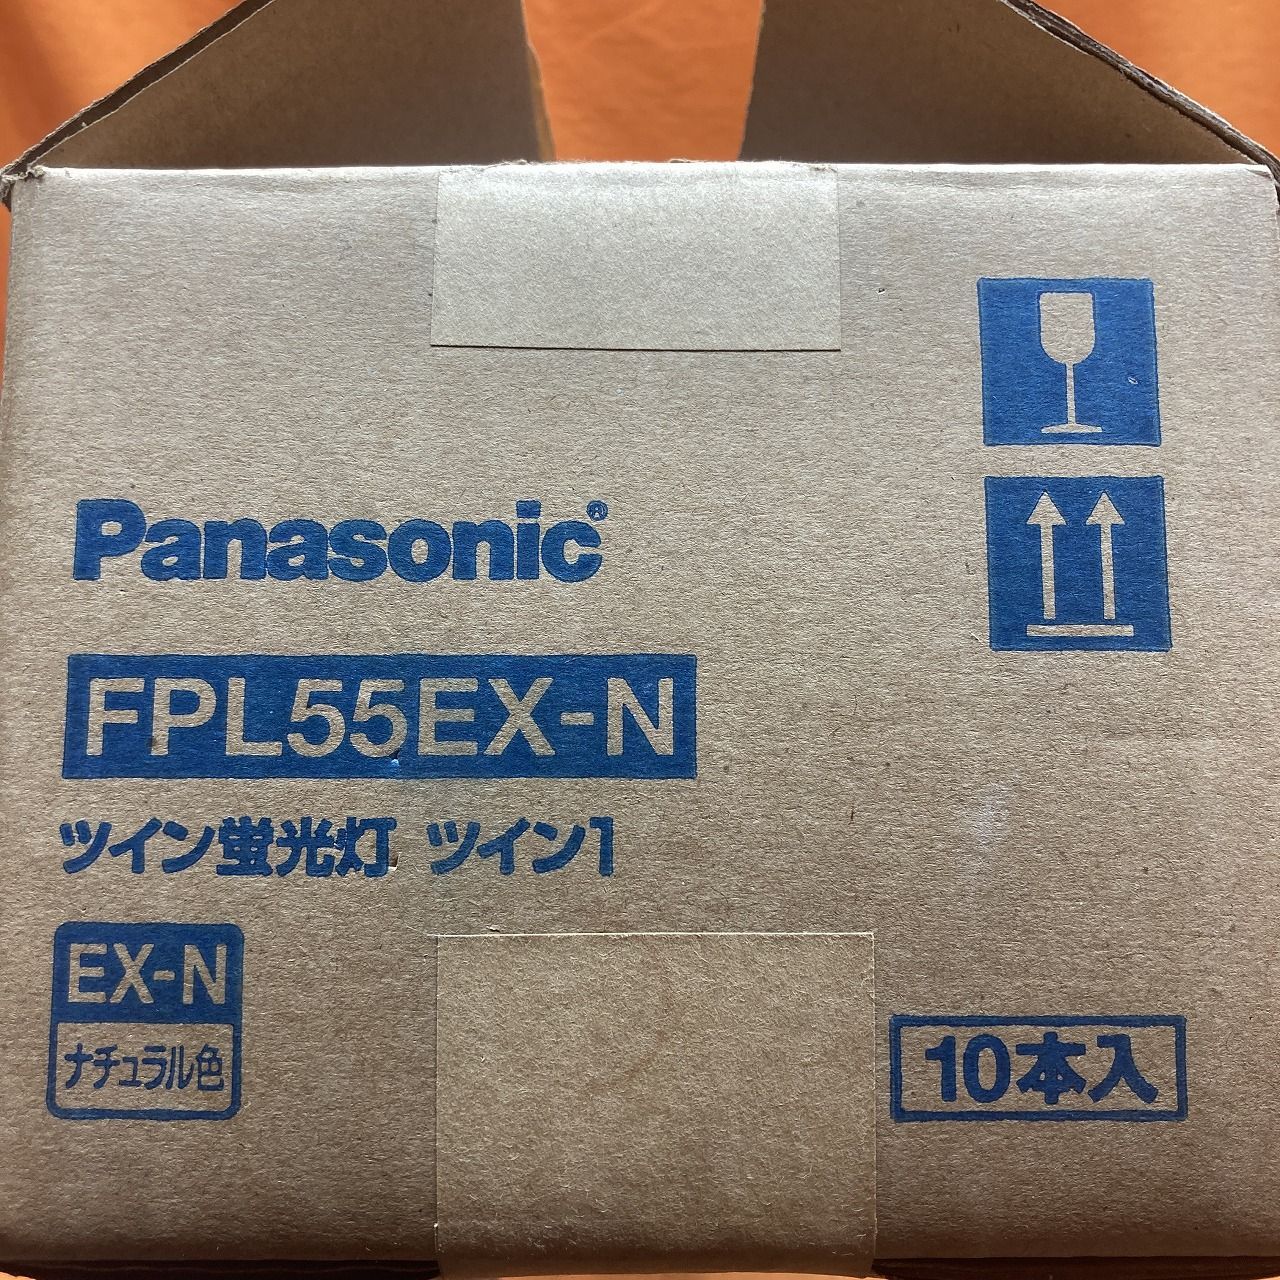 Panasonic®
FPL55EX-N
ツイン蛍光灯 ツイン1
EX-N
ナチュラル色
10本入